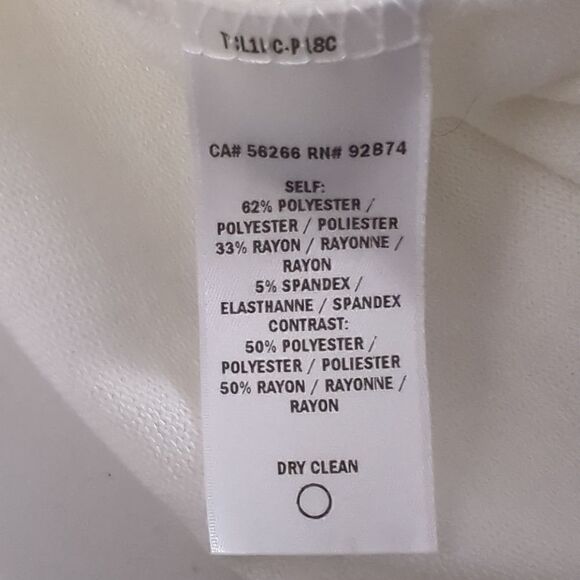 CA# 56266 RN# 92874
SELF:
62% POLYESTER /
POLYESTER / POLIESTER
33% RAYON / RAYONNE /
RAYON
5% SPANDEX /
ELASTHANNE / SPANDEX
CONTRAST:
50% POLYESTER /
POLYESTER / POLIESTER
50% RAYON / RAYONNE /
RAYON
DRY CLEAN